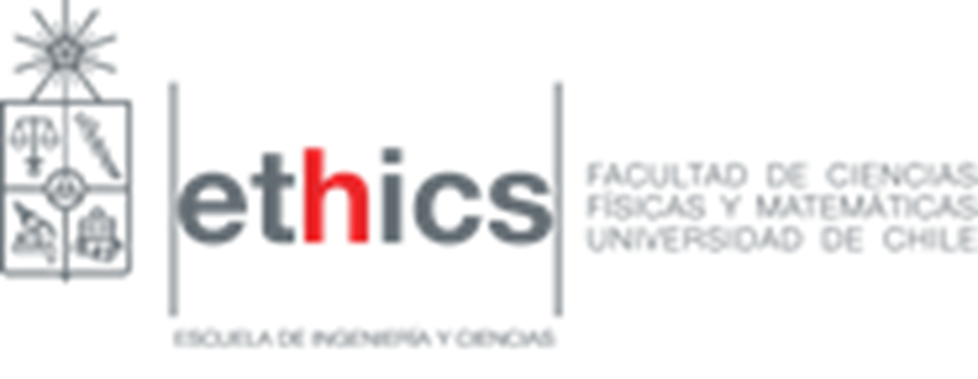 ethics
FACULTAD DE CIENCIAS
FÍSICAS Y MATEMÁTICAS
UNIVERSIDAD DE CHILE
ESCUELA DE INGENIERÍA Y CIENCIAS